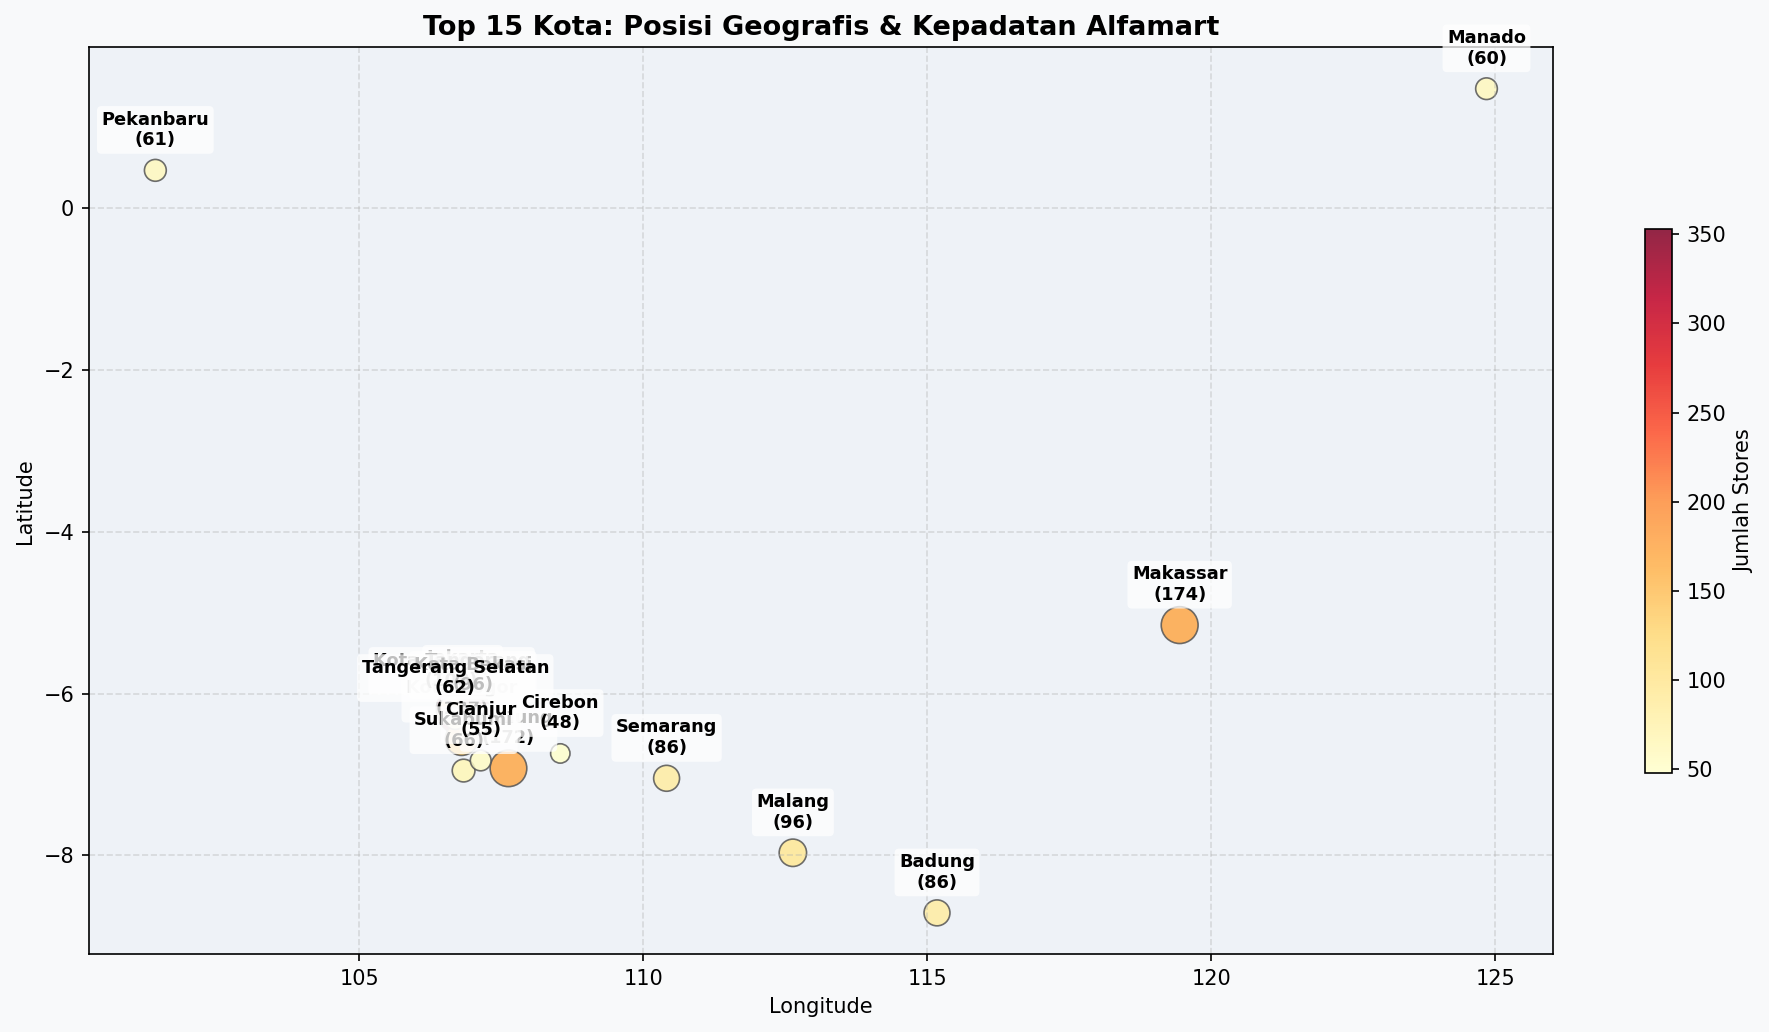 Top 15 Kota: Posisi Geografis & Kepadatan Alfamart
Manado
(60)
Pekanbaru
(61)
Makassar
(174)
Tangerang Selatan
(62)
Cianjur
(55)
Sukabumi
(66)
Cirebon
(48)
Semarang
(86)
Malang
(96)
Badung
(86)
0
−2
−4
−6
−8
Latitude
105
110
115
120
125
Longitude
350
300
250
200
150
100
50
Jumlah Stores